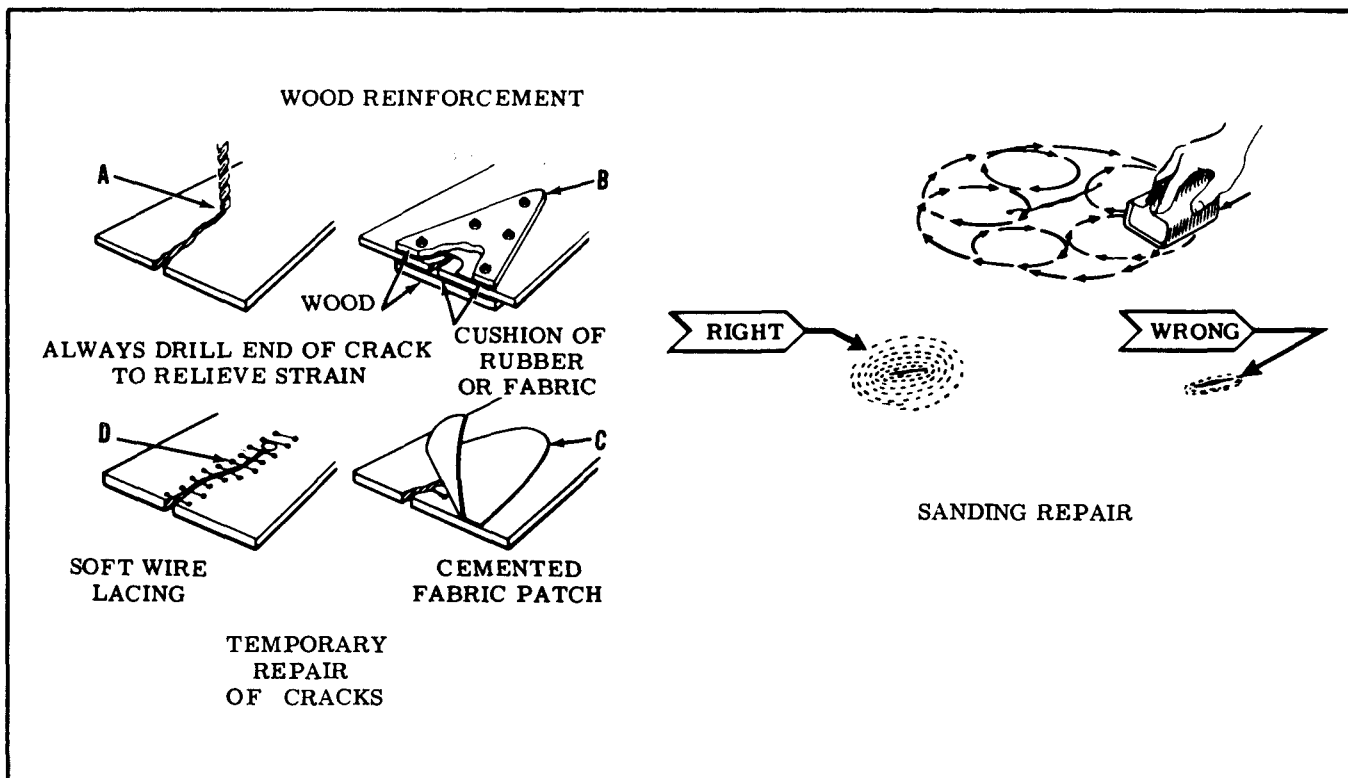 WOOD REINFORCEMENT
A
B
WOOD
ALWAYS DRILL END OF CRACK
TO RELIEVE STRAIN
CUSHION OF
RUBBER
OR FABRIC
D
C
SOFT WIRE
LACING
CEMENTED
FABRIC PATCH
TEMPORARY
REPAIR
OF CRACKS
RIGHT
WRONG
SANDING REPAIR